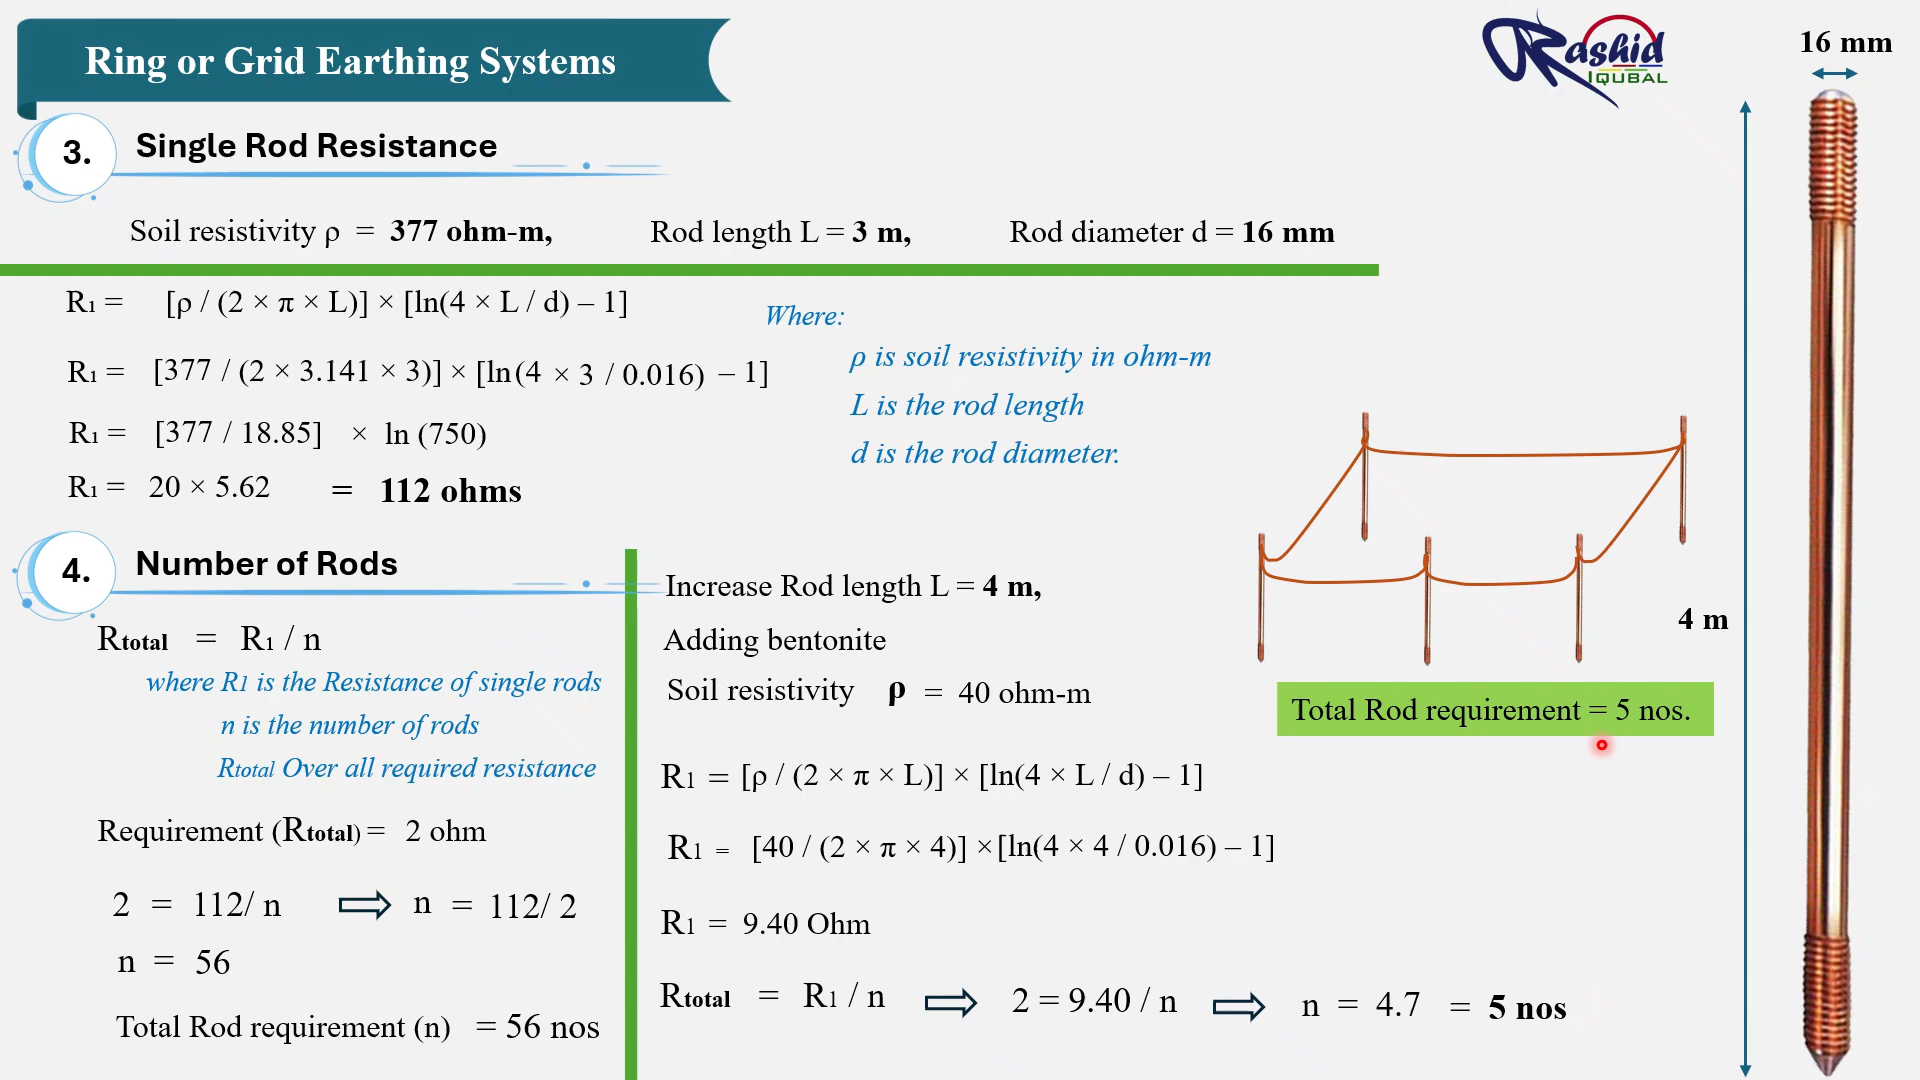 Ring or Grid Earthing Systems
Rashid
IQUBAL
16 mm
3. Single Rod Resistance
Soil resistivity ρ = 377 ohm-m, Rod length L = 3 m, Rod diameter d = 16 mm
R1 = [ρ / (2 × π × L)] × [ln(4 × L / d) – 1]
R1 = [377 / (2 × 3.141 × 3)] × [ln(4 × 3 / 0.016) – 1]
R1 = [377 / 18.85] × ln (750)
R1 = 20 × 5.62 = 112 ohms
Where:
ρ is soil resistivity in ohm-m
L is the rod length
d is the rod diameter.
4. Number of Rods
Rtotal = R1 / n
where R1 is the Resistance of single rods
n is the number of rods
Rtotal Over all required resistance
Requirement (Rtotal) = 2 ohm
2 = 112/ n ⇨ n = 112/ 2
n = 56
Total Rod requirement (n) = 56 nos
Increase Rod length L = 4 m,
Adding bentonite
Soil resistivity ρ = 40 ohm-m
R1 = [ρ / (2 × π × L)] × [ln(4 × L / d) – 1]
R1 = [40 / (2 × π × 4)] ×[ln(4 × 4 / 0.016) – 1]
R1 = 9.40 Ohm
Rtotal = R1 / n ⇨ 2 = 9.40 / n ⇨ n = 4.7 = 5 nos
4 m
Total Rod requirement = 5 nos.